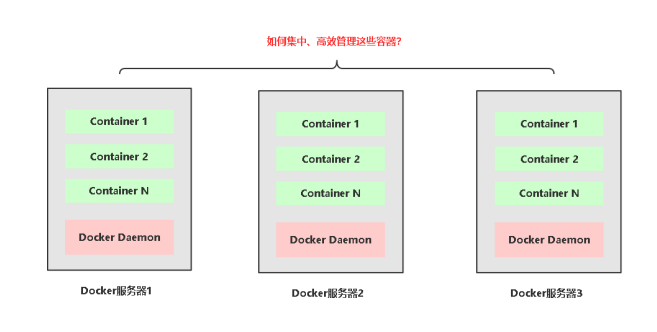 如何集中、高效管理这些容器？
Container 1
Container 2
Container N
Docker Daemon
Docker服务器1
Container 1
Container 2
Container N
Docker Daemon
Docker服务器2
Container 1
Container 2
Container N
Docker Daemon
Docker服务器3